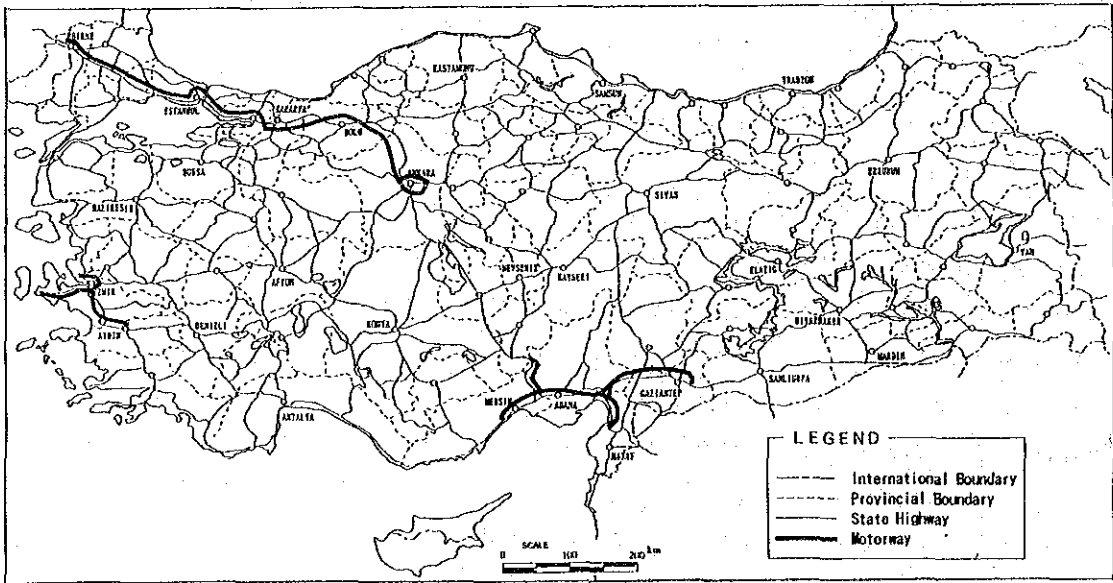 EDIRNE
KASTAMONU
TRABZON
ISTANBUL
SAKARYA
SAMSUN
BOLU
BURSA
ANKARA
ERZURUM
SIVAS
BALIKESIR
VAN
NEVSEHIR
KAYSERI
ELAZIG
IZMIR
AFYON
KONYA
DIYARBAKIR
AYDIN
DENIZLI
MARDIN
SANLIURFA
MERSIN
ADANA
GAZIANTEP
ANTALYA
HATAY
LEGEND
International Boundary
Provincial Boundary
State Highway
Motorway
SCALE
0 100 200 km